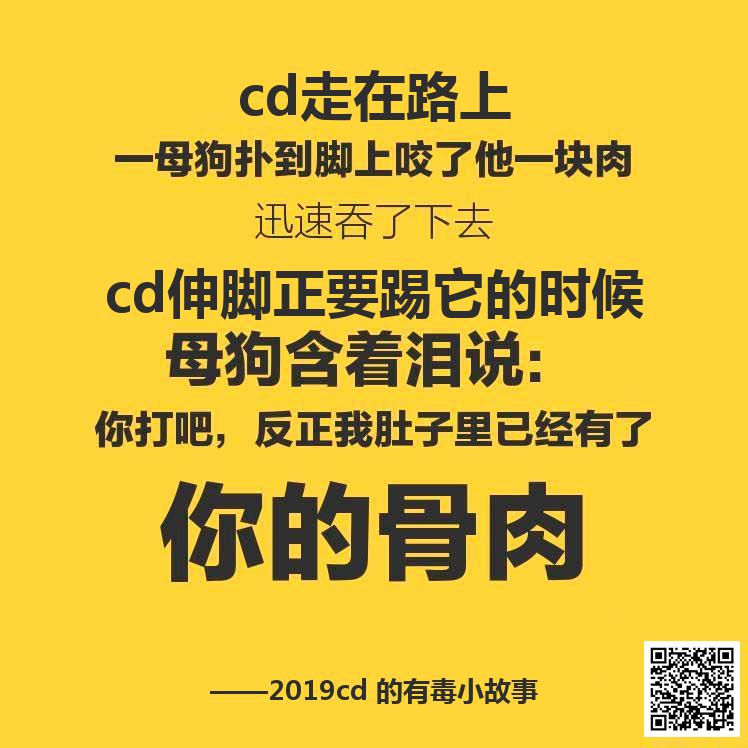 cd走在路上
一母狗扑到脚上咬了他一块肉
迅速吞了下去
cd伸脚正要踢它的时候
母狗含着泪说:
你打吧，反正我肚子里已经有了
你的骨肉
——2019cd 的有毒小故事